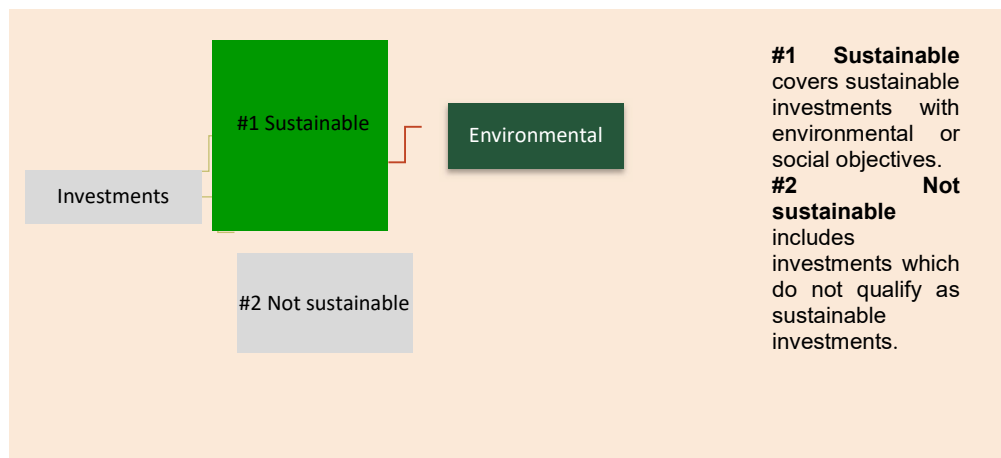 #1 Sustainable
Environmental
Investments
#2 Not sustainable
#1 Sustainable
covers sustainable
investments with
environmental or
social objectives.
#2 Not
sustainable
includes
investments which
do not qualify as
sustainable
investments.